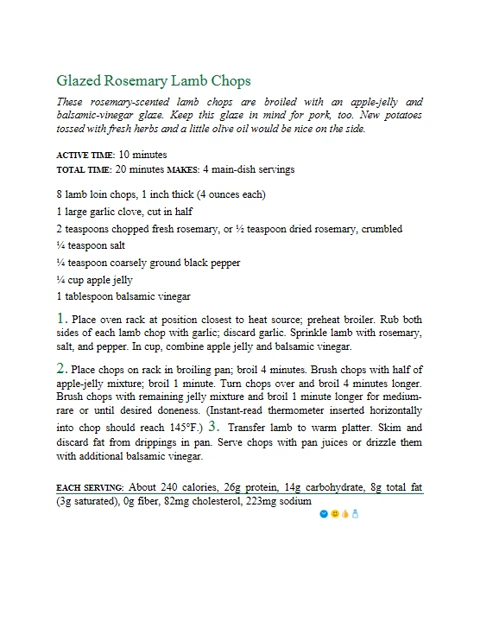 Glazed Rosemary Lamb Chops
These rosemary-scented lamb chops are broiled with an apple-jelly and
balsamic-vinegar glaze. Keep this glaze in mind for pork, too. New potatoes
tossed with fresh herbs and a little olive oil would be nice on the side.
ACTIVE TIME: 10 minutes
TOTAL TIME: 20 minutes MAKES: 4 main-dish servings
8 lamb loin chops, 1 inch thick (4 ounces each)
1 large garlic clove, cut in half
2 teaspoons chopped fresh rosemary, or ½ teaspoon dried rosemary, crumbled
¼ teaspoon salt
¼ teaspoon coarsely ground black pepper
¼ cup apple jelly
1 tablespoon balsamic vinegar
1. Place oven rack at position closest to heat source; preheat broiler. Rub both
sides of each lamb chop with garlic; discard garlic. Sprinkle lamb with rosemary,
salt, and pepper. In cup, combine apple jelly and balsamic vinegar.
2. Place chops on rack in broiling pan; broil 4 minutes. Brush chops with half of
apple-jelly mixture; broil 1 minute. Turn chops over and broil 4 minutes longer.
Brush chops with remaining jelly mixture and broil 1 minute longer for medium-
rare or until desired doneness. (Instant-read thermometer inserted horizontally
into chop should reach 145°F.) 3. Transfer lamb to warm platter. Skim and
discard fat from drippings in pan. Serve chops with pan juices or drizzle them
with additional balsamic vinegar.
EACH SERVING: About 240 calories, 26g protein, 14g carbohydrate, 8g total fat
(3g saturated), 0g fiber, 82mg cholesterol, 223mg sodium